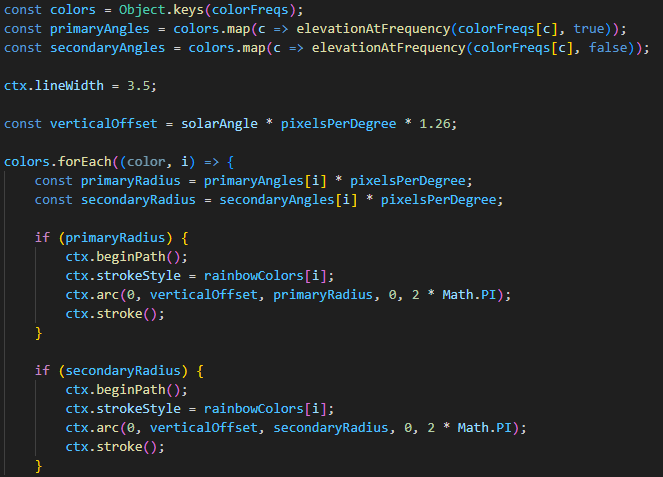 const colors = Object.keys(colorFreqs);
const primaryAngles = colors.map(c => elevationAtFrequency(colorFreqs[c], true));
const secondaryAngles = colors.map(c => elevationAtFrequency(colorFreqs[c], false));
ctx.lineWidth = 3.5;
const verticalOffset = solarAngle * pixelsPerDegree * 1.26;
colors.forEach((color, i) => {
    const primaryRadius = primaryAngles[i] * pixelsPerDegree;
    const secondaryRadius = secondaryAngles[i] * pixelsPerDegree;
    if (primaryRadius) {
        ctx.beginPath();
        ctx.strokeStyle = rainbowColors[i];
        ctx.arc(0, verticalOffset, primaryRadius, 0, 2 * Math.PI);
        ctx.stroke();
    }
    if (secondaryRadius) {
        ctx.beginPath();
        ctx.strokeStyle = rainbowColors[i];
        ctx.arc(0, verticalOffset, secondaryRadius, 0, 2 * Math.PI);
        ctx.stroke();
    }